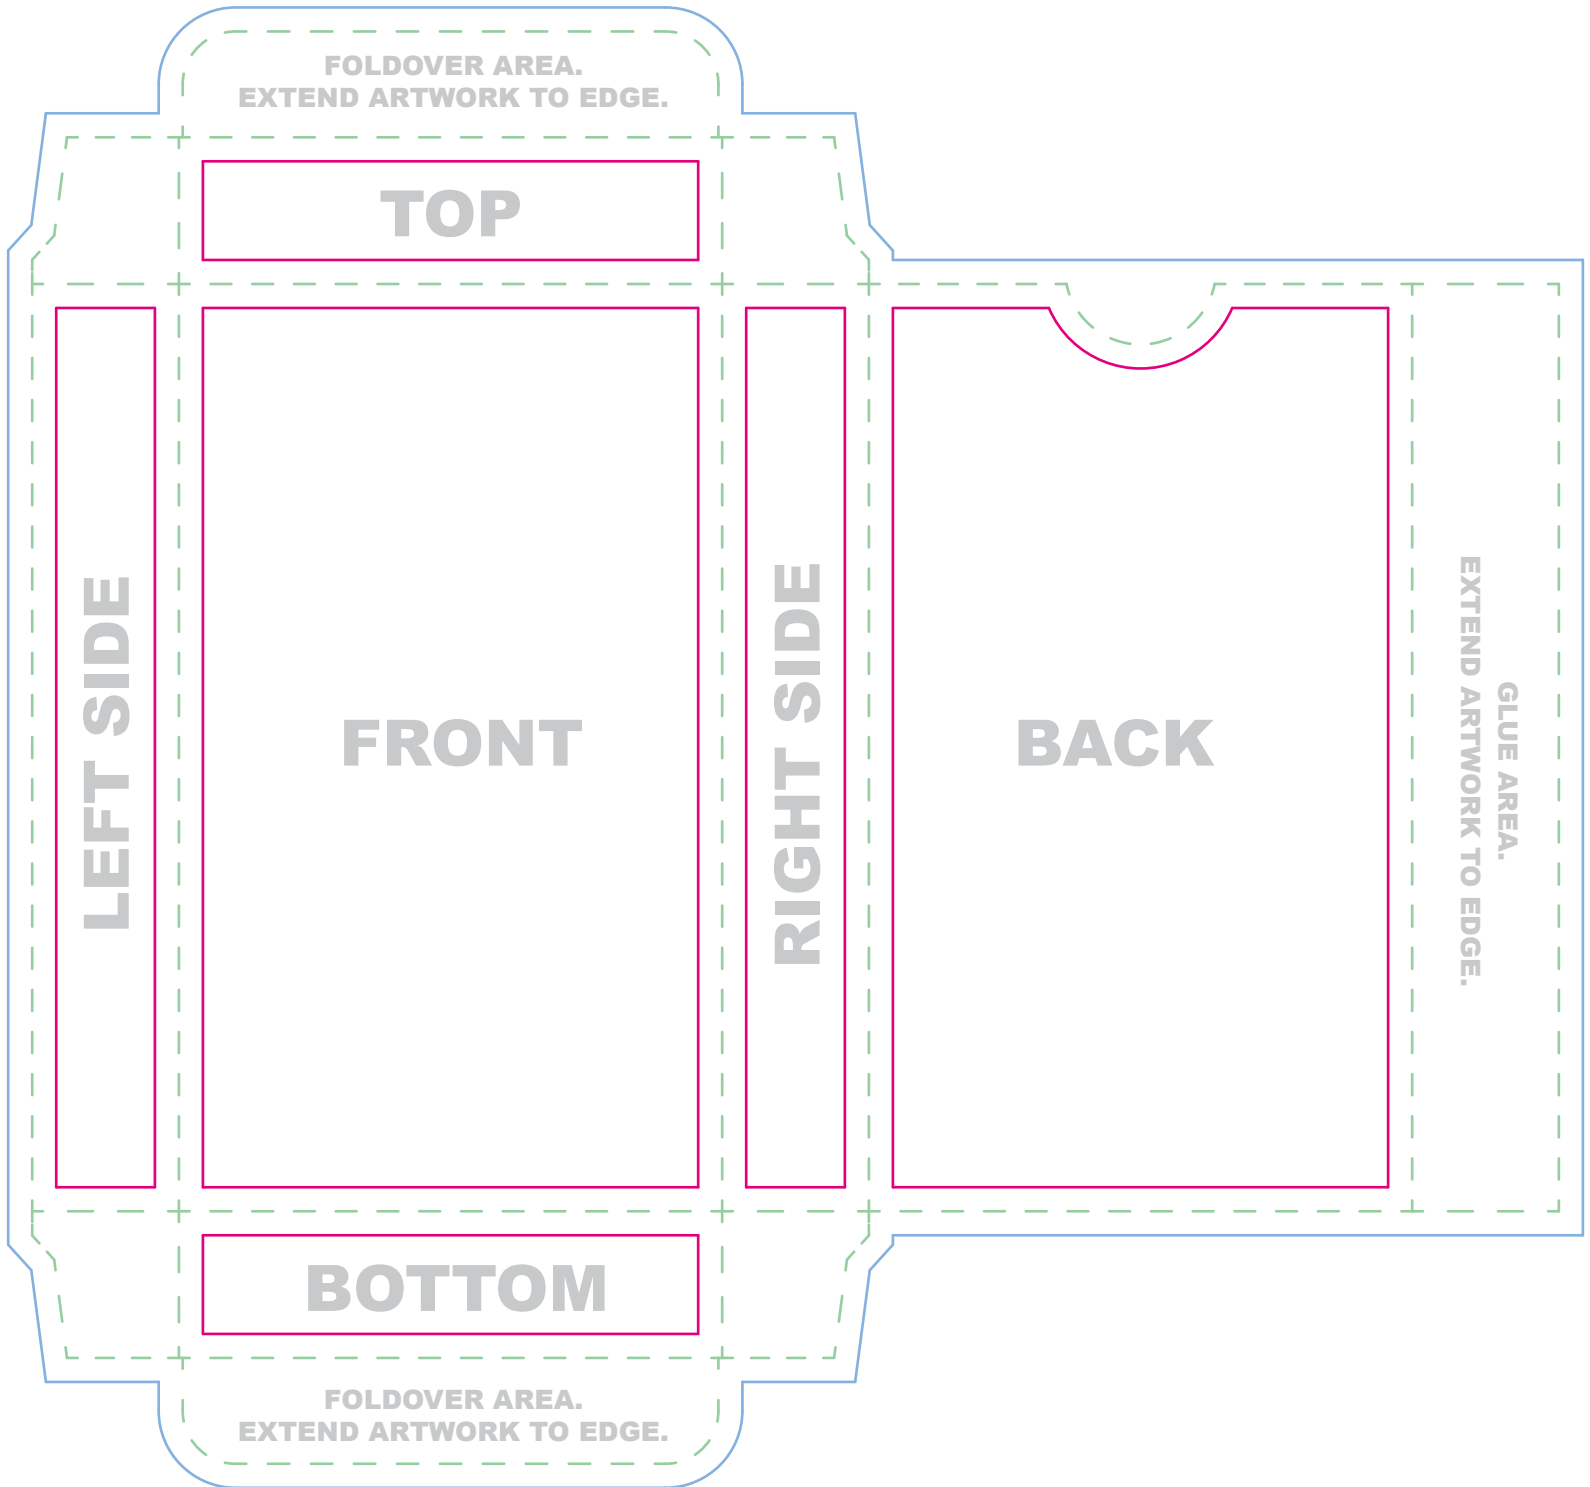 FOLDOVER AREA.
EXTEND ARTWORK TO EDGE.
TOP
LEFT SIDE
FRONT
RIGHT SIDE
BACK
GLUE AREA.
EXTEND ARTWORK TO EDGE.
BOTTOM
FOLDOVER AREA.
EXTEND ARTWORK TO EDGE.